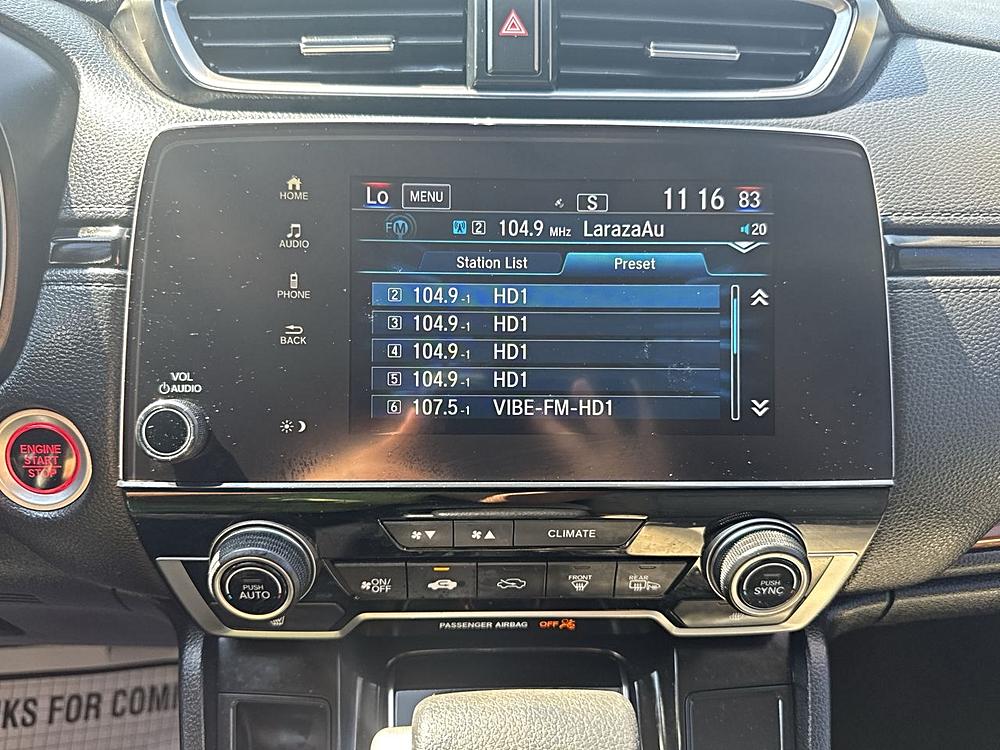 HOME
AUDIO
PHONE
BACK
VOL
AUDIO
Lo MENU S 11 16 83
FM 2 104.9 MHz LarazaAu 20
Station List Preset
2 104.9-1 HD1
3 104.9-1 HD1
4 104.9-1 HD1
5 104.9-1 HD1
6 107.5-1 VIBE-FM-HD1
ENGINE
START
STOP
CLIMATE
PUSH
AUTO
ON/
OFF
FRONT
REAR
PUSH
SYNC
PASSENGER AIRBAG OFF
KS FOR COMI